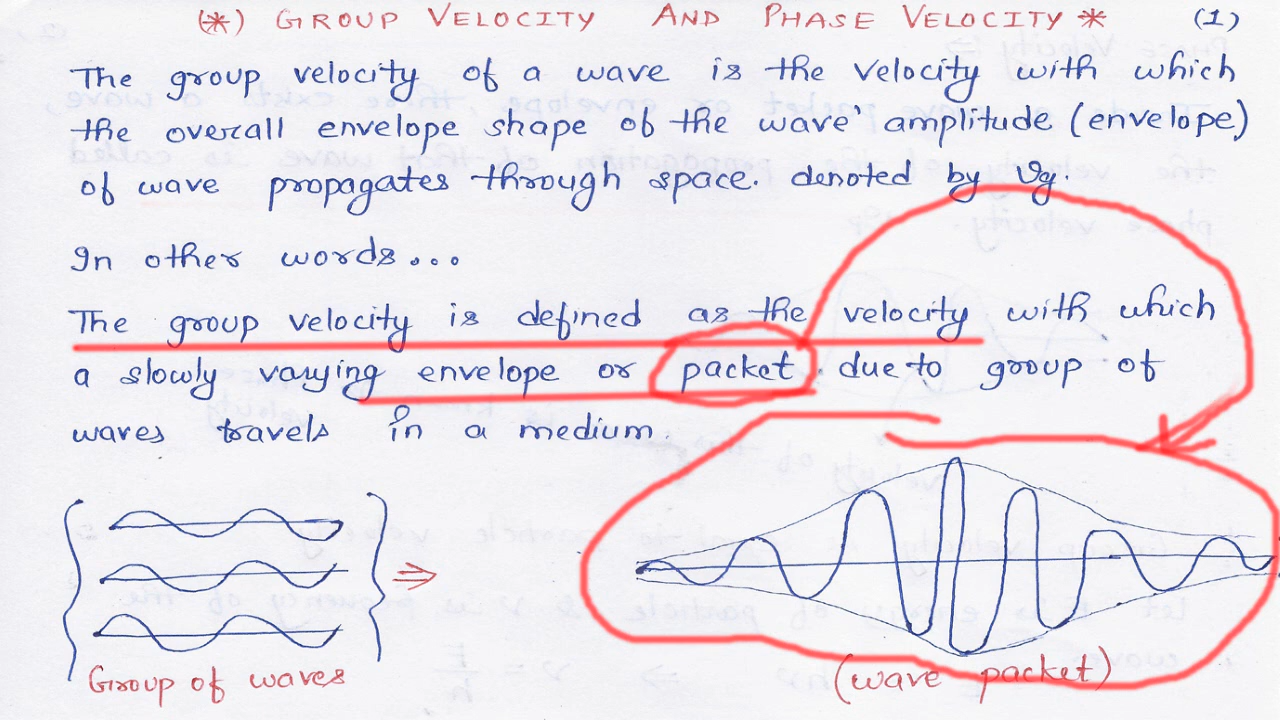 (*) GROUP VELOCITY AND PHASE VELOCITY * (1)
The group velocity of a wave is the velocity with which
the overall envelope shape of the wave' amplitude (envelope)
of wave propagates through space. denoted by Vg
In other words...
The group velocity is defined as the velocity with which
a slowly varying envelope or packet. due to group of
waves travels in a medium.
Group of waves
(wave packet)